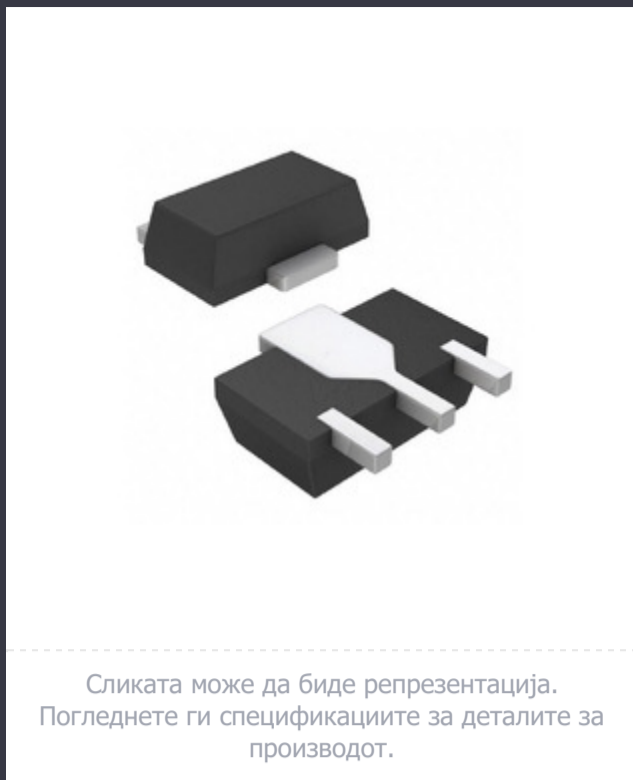 Сликата може да биде репрезентација.
Погледнете ги спецификациите за деталите за
производот.